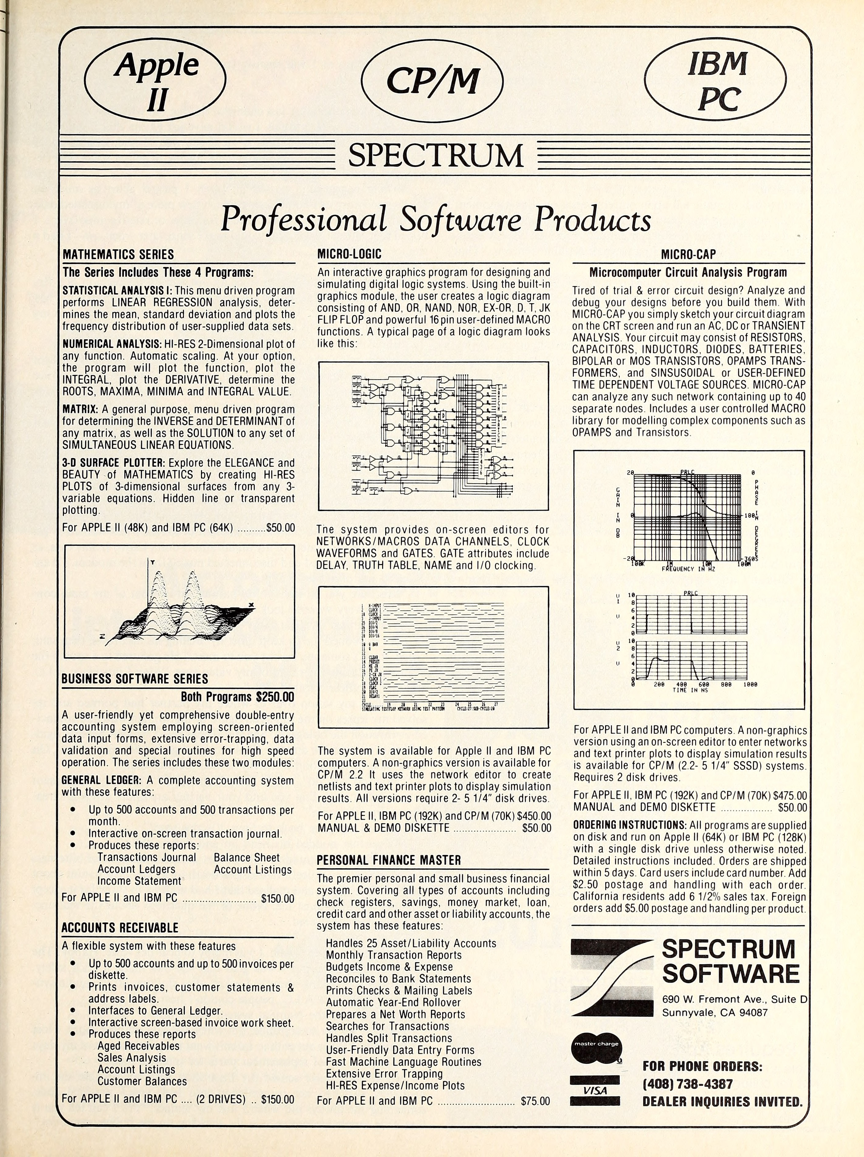 Apple
II
CP/M
IBM
PC
SPECTRUM
Professional Software Products
MATHEMATICS SERIES
The Series Includes These 4 Programs:
STATISTICAL ANALYSIS I: This menu driven program
performs LINEAR REGRESSION analysis, deter-
mines the mean, standard deviation and plots the
frequency distribution of user-supplied data sets.
NUMERICAL ANALYSIS: HI-RES 2-Dimensional plot of
any function. Automatic scaling. At your option,
the program will plot the function, plot the
INTEGRAL, plot the DERIVATIVE, determine the
ROOTS, MAXIMA, MINIMA and INTEGRAL VALUE.
MATRIX: A general purpose, menu driven program
for determining the INVERSE and DETERMINANT of
any matrix, as well as the SOLUTION to any set of
SIMULTANEOUS LINEAR EQUATIONS.
3-D SURFACE PLOTTER: Explore the ELEGANCE and
BEAUTY of MATHEMATICS by creating HI-RES
PLOTS of 3-dimensional surfaces from any 3-
variable equations. Hidden line or transparent
plotting.
For APPLE II (48K) and IBM PC (64K) ..........$50.00
Y
X
Z
BUSINESS SOFTWARE SERIES
Both Programs $250.00
A user-friendly yet comprehensive double-entry
accounting system employing screen-oriented
data input forms, extensive error-trapping, data
validation and special routines for high speed
operation. The series includes these two modules:
GENERAL LEDGER: A complete accounting system
with these features:
• Up to 500 accounts and 500 transactions per
month.
• Interactive on-screen transaction journal.
• Produces these reports:
Transactions Journal Balance Sheet
Account Ledgers Account Listings
Income Statement
For APPLE II and IBM PC .......................... $150.00
ACCOUNTS RECEIVABLE
A flexible system with these features
• Up to 500 accounts and up to 500 invoices per
diskette.
• Prints invoices, customer statements &
address labels.
• Interfaces to General Ledger.
• Interactive screen-based invoice work sheet.
• Produces these reports
Aged Receivables
Sales Analysis
Account Listings
Customer Balances
For APPLE II and IBM PC .... (2 DRIVES) .. $150.00
MICRO-LOGIC
An interactive graphics program for designing and
simulating digital logic systems. Using the built-in
graphics module, the user creates a logic diagram
consisting of AND, OR, NAND, NOR, EX-OR, D, T, JK
FLIP FLOP and powerful 16 pin user-defined MACRO
functions. A typical page of a logic diagram looks
like this:
The system provides on-screen editors for
NETWORKS/MACROS DATA CHANNELS, CLOCK
WAVEFORMS and GATES. GATE attributes include
DELAY, TRUTH TABLE, NAME and I/O clocking.
The system is available for Apple II and IBM PC
computers. A non-graphics version is available for
CP/M 2.2 It uses the network editor to create
netlists and text printer plots to display simulation
results. All versions require 2- 5 1/4" disk drives.
For APPLE II, IBM PC (192K) and CP/M (70K) $450.00
MANUAL & DEMO DISKETTE .................... $50.00
PERSONAL FINANCE MASTER
The premier personal and small business financial
system. Covering all types of accounts including
check registers, savings, money market, loan,
credit card and other asset or liability accounts, the
system has these features:
Handles 25 Asset/Liability Accounts
Monthly Transaction Reports
Budgets Income & Expense
Reconciles to Bank Statements
Prints Checks & Mailing Labels
Automatic Year-End Rollover
Prepares a Net Worth Reports
Searches for Transactions
Handles Split Transactions
User-Friendly Data Entry Forms
Fast Machine Language Routines
Extensive Error Trapping
HI-RES Expense/Income Plots
For APPLE II and IBM PC ........................... $75.00
MICRO-CAP
Microcomputer Circuit Analysis Program
Tired of trial & error circuit design? Analyze and
debug your designs before you build them. With
MICRO-CAP you simply sketch your circuit diagram
on the CRT screen and run an AC, DC or TRANSIENT
ANALYSIS. Your circuit may consist of RESISTORS,
CAPACITORS, INDUCTORS, DIODES, BATTERIES,
BIPOLAR or MOS TRANSISTORS, OPAMPS TRANS-
FORMERS, and SINSUSOIDAL or USER-DEFINED
TIME DEPENDENT VOLTAGE SOURCES. MICRO-CAP
can analyze any such network containing up to 40
separate nodes. Includes a user controlled MACRO
library for modelling complex components such as
OPAMPS and Transistors.
PRLC
GAIN IN DB
PHASE
FREQUENCY IN HZ
PRLC
0 200 400 600 800 1000
TIME IN NS
For APPLE II and IBM PC computers. A non-graphics
version using an on-screen editor to enter networks
and text printer plots to display simulation results
is available for CP/M (2.2- 5 1/4" SSSD) systems.
Requires 2 disk drives.
For APPLE II, IBM PC (192K) and CP/M (70K) $475.00
MANUAL and DEMO DISKETTE ................. $50.00
ORDERING INSTRUCTIONS: All programs are supplied
on disk and run on Apple II (64K) or IBM PC (128K)
with a single disk drive unless otherwise noted.
Detailed instructions included. Orders are shipped
within 5 days. Card users include card number. Add
$2.50 postage and handling with each order.
California residents add 6 1/2% sales tax. Foreign
orders add $5.00 postage and handling per product.
SPECTRUM
SOFTWARE
690 W. Fremont Ave., Suite D
Sunnyvale, CA 94087
master charge
VISA
FOR PHONE ORDERS:
(408) 738-4387
DEALER INQUIRIES INVITED.